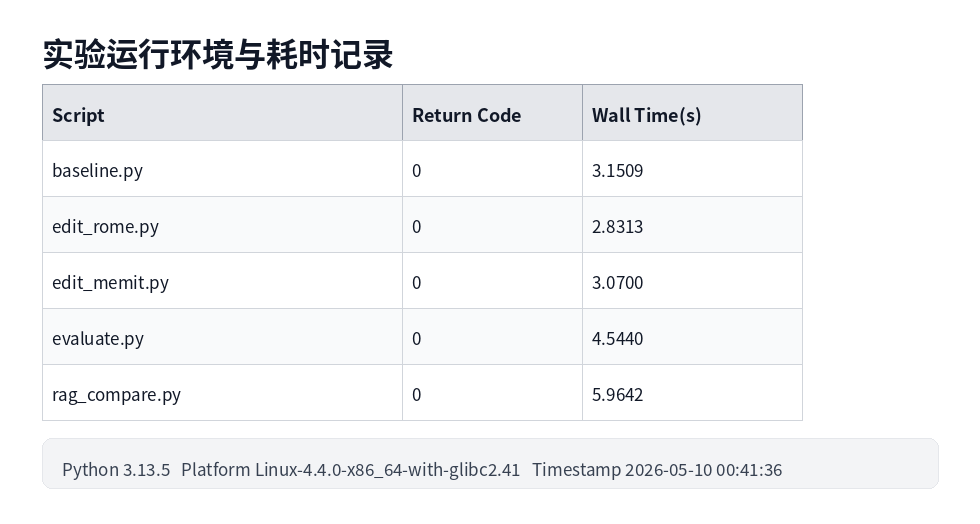 实验运行环境与耗时记录
Script Return Code Wall Time(s)
baseline.py 0 3.1509
edit_rome.py 0 2.8313
edit_memit.py 0 3.0700
evaluate.py 0 4.5440
rag_compare.py 0 5.9642
Python 3.13.5 Platform Linux-4.4.0-x86_64-with-glibc2.41 Timestamp 2026-05-10 00:41:36